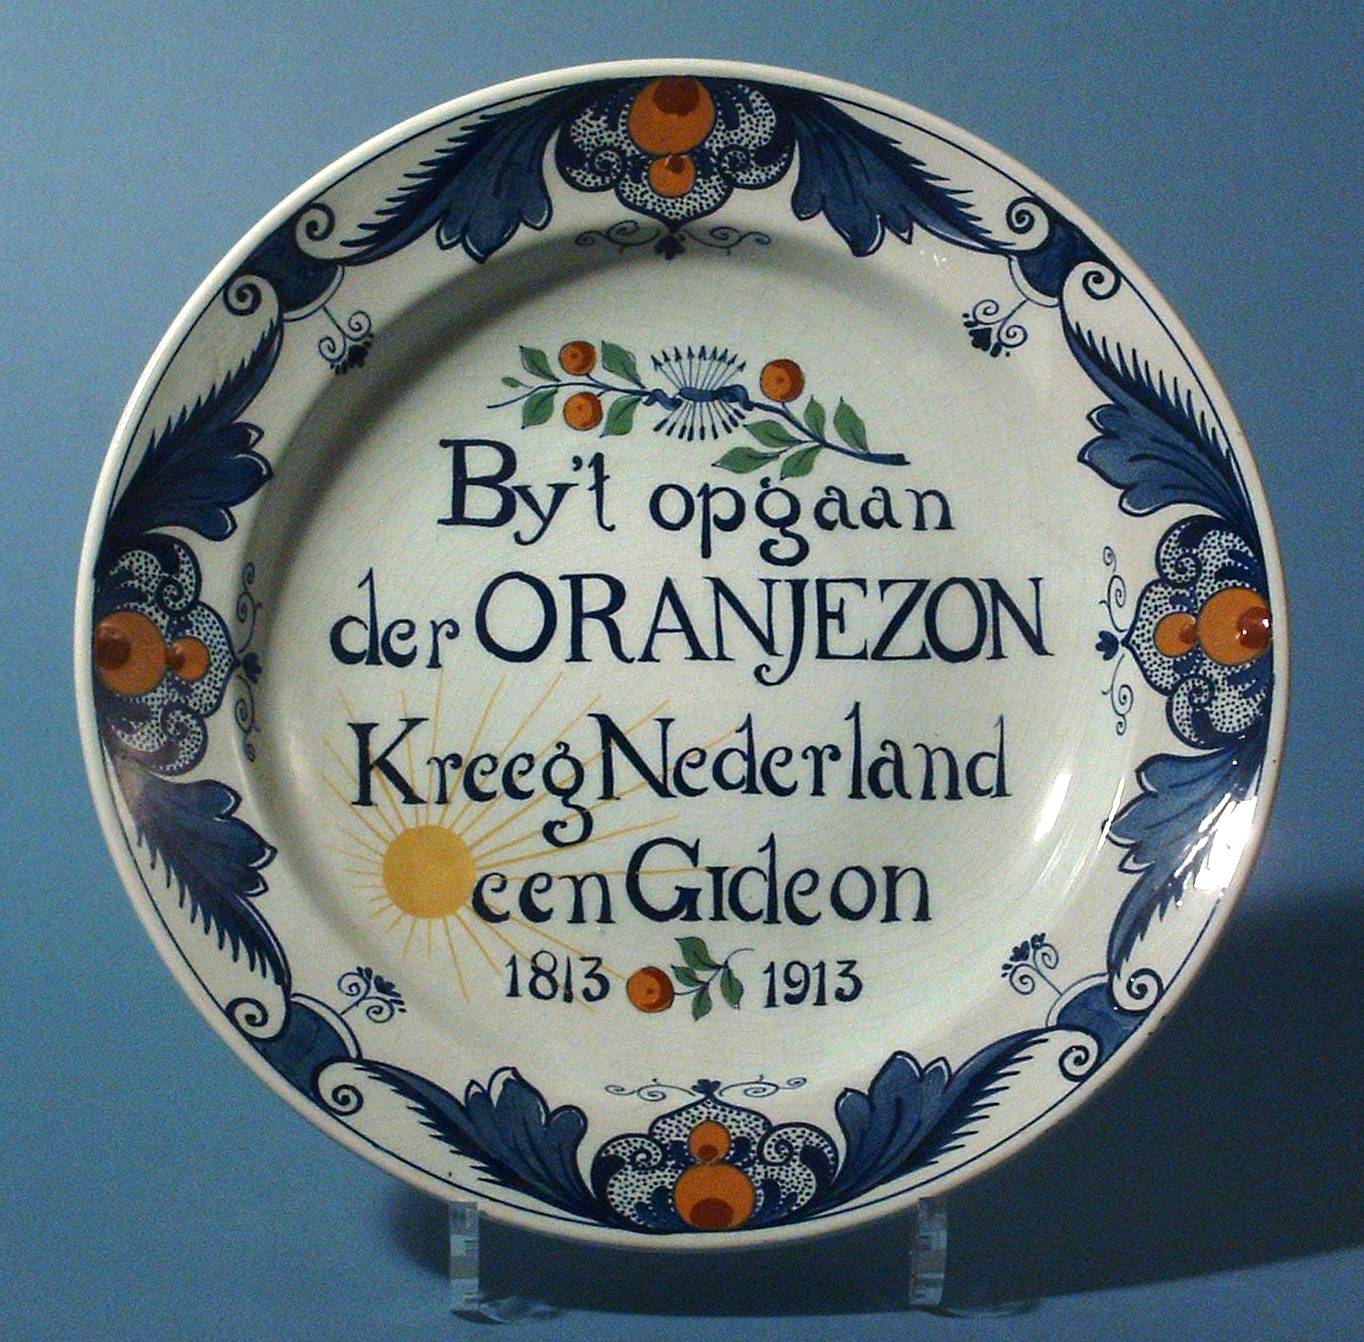 By't opgaan
der ORANJEZON
Kreeg Nederland
een Gideon
1813 1913